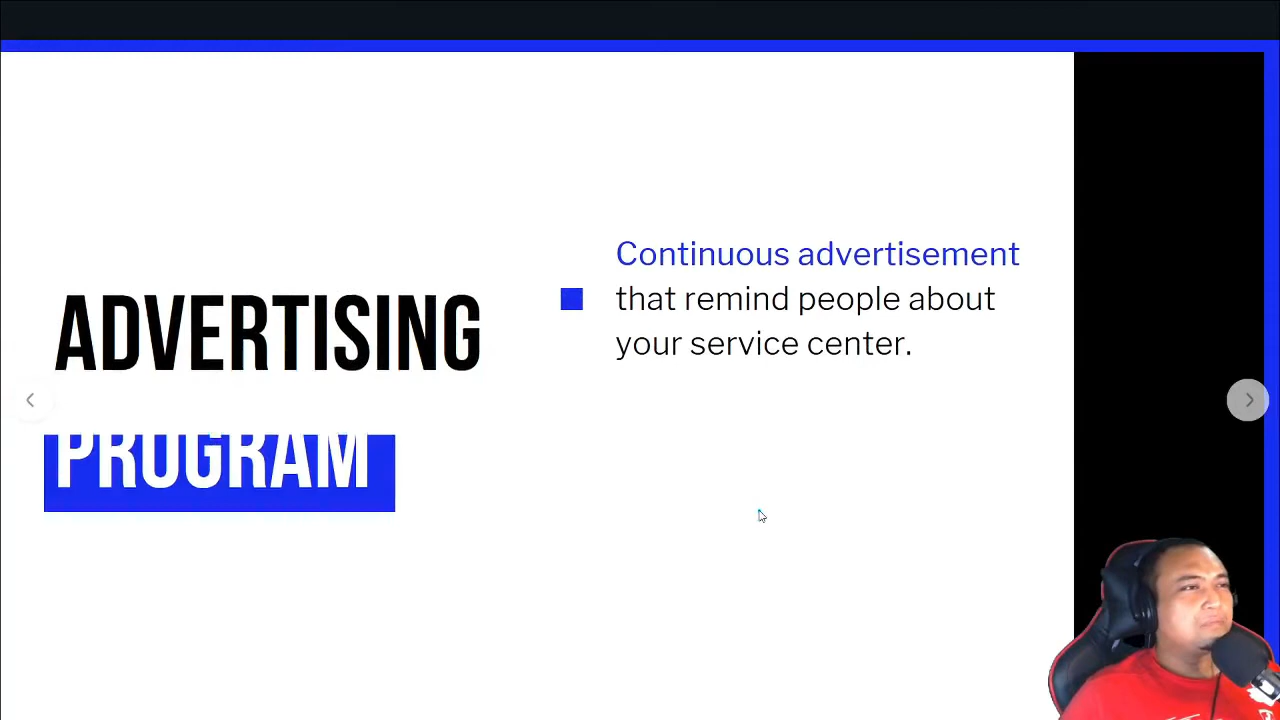 ADVERTISING
PROGRAM
Continuous advertisement
that remind people about
your service center.